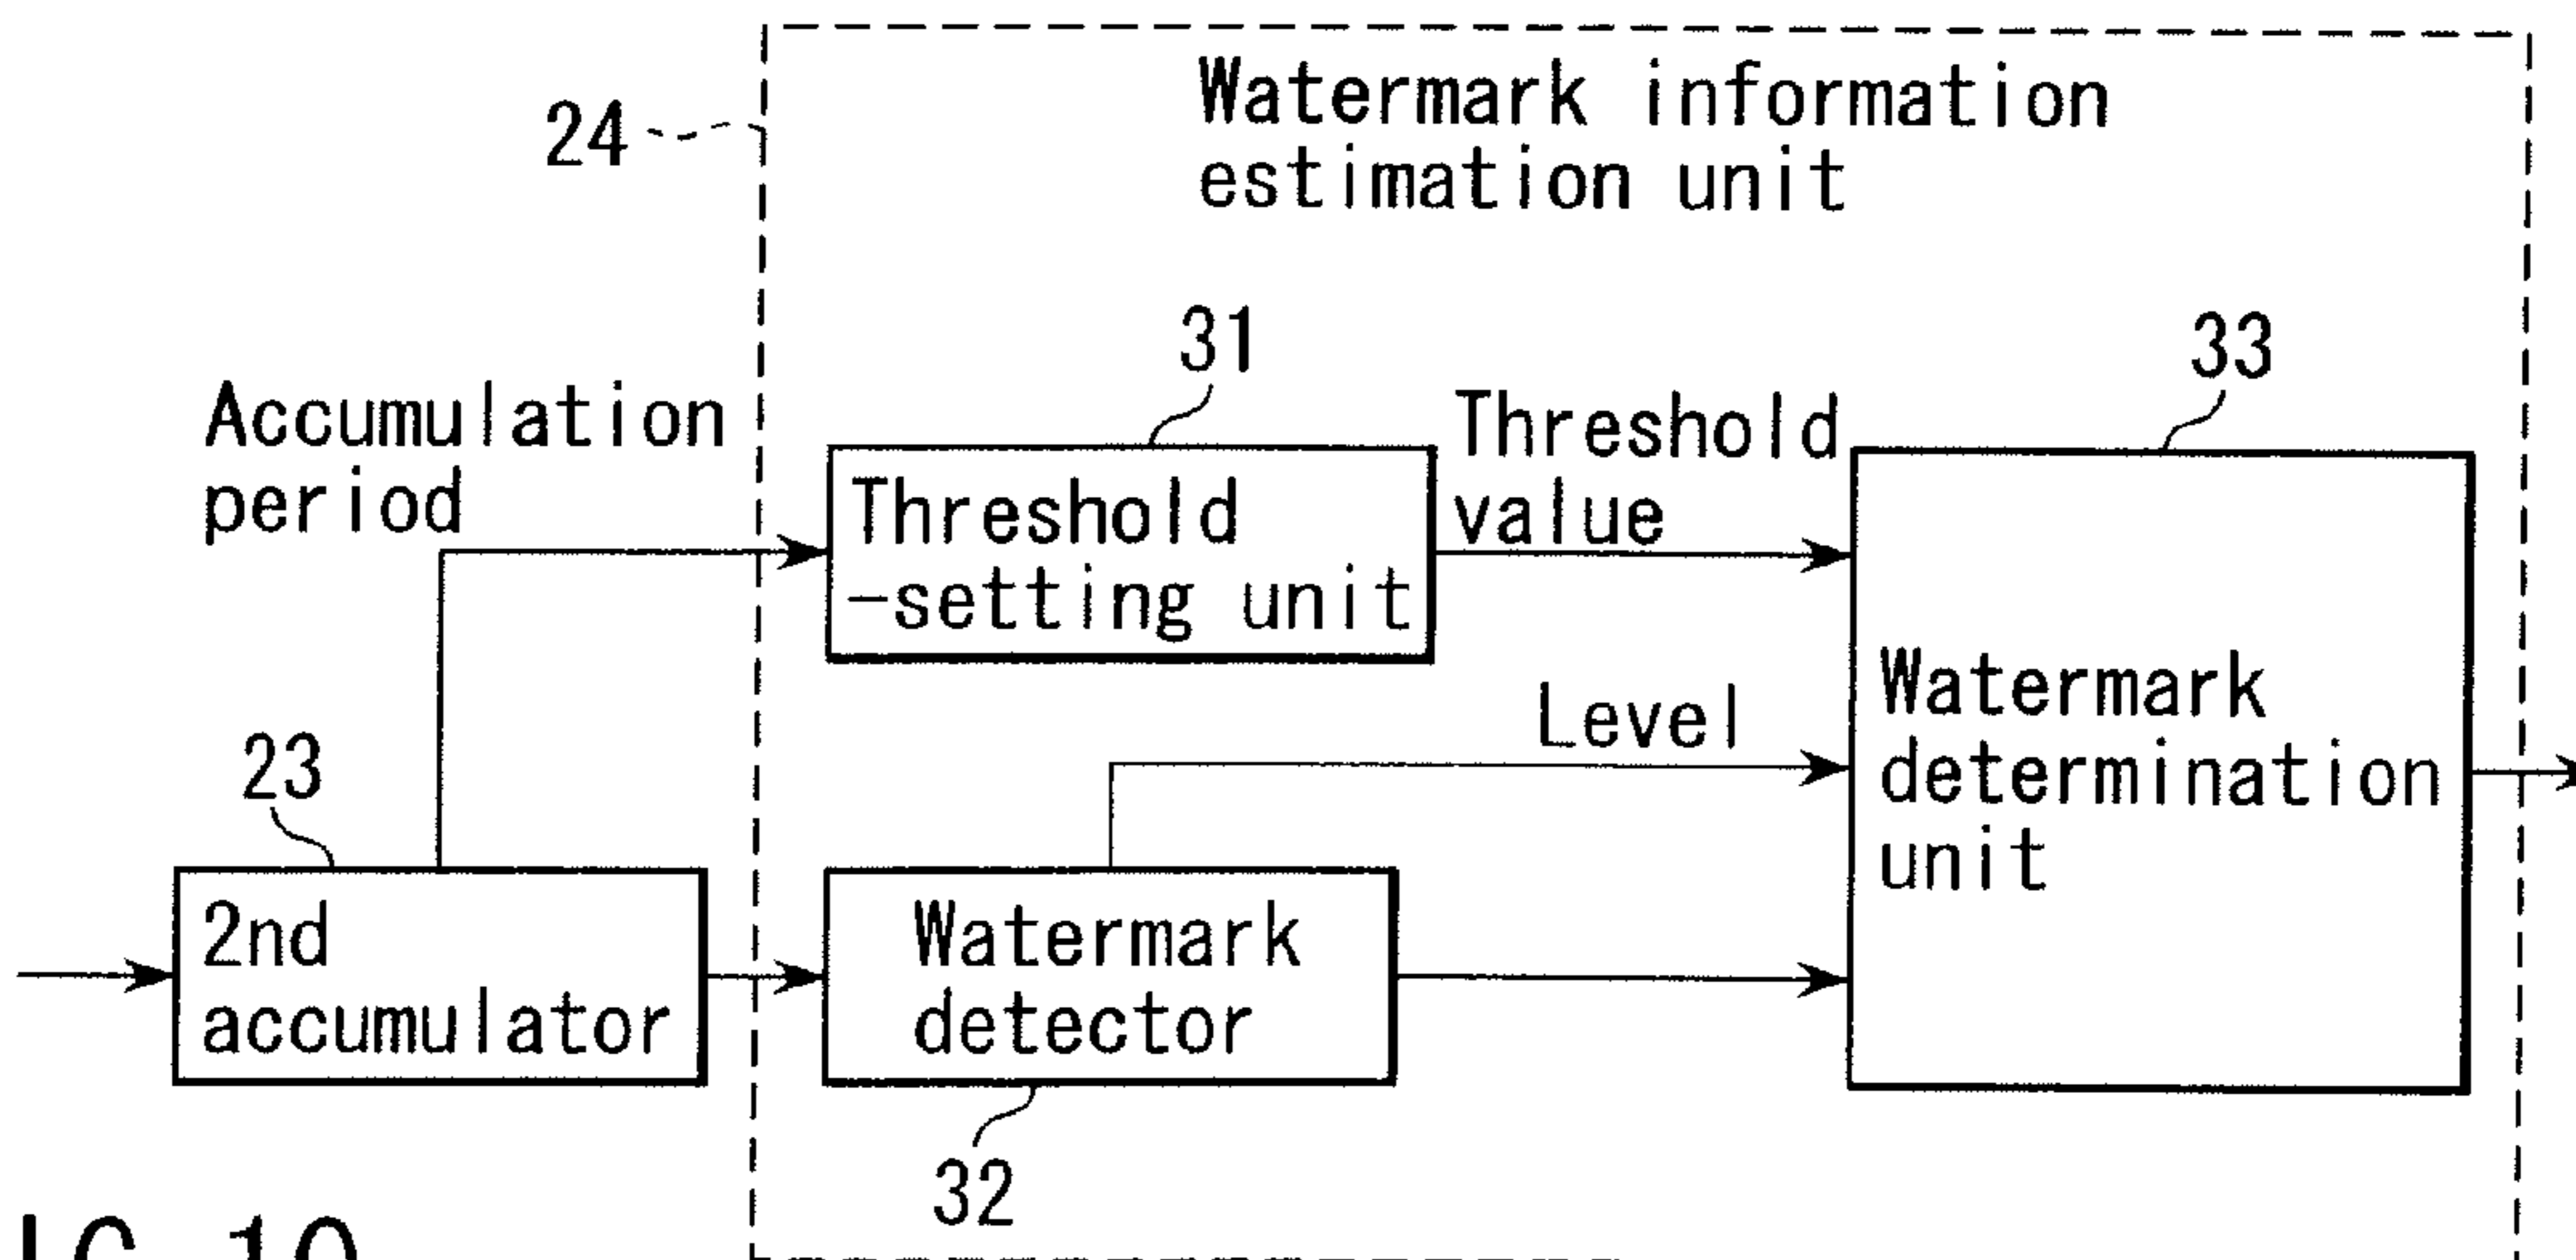 Watermark information
estimation unit
24
31
33
Accumulation
period
Threshold
value
Threshold
-setting unit
Level
Watermark
determination
unit
23
2nd
accumulator
Watermark
detector
32